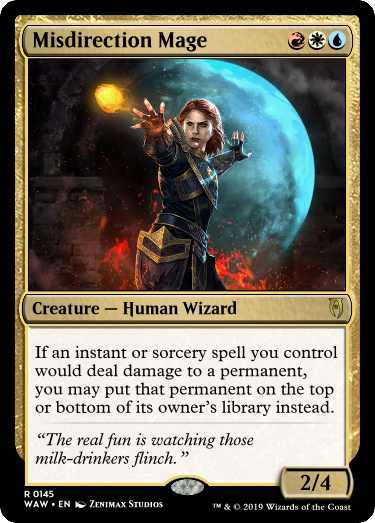 Misdirection Mage
Creature — Human Wizard
If an instant or sorcery spell you control
would deal damage to a permanent,
you may put that permanent on the top
or bottom of its owner's library instead.
“The real fun is watching those
milk-drinkers flinch.”
2/4
R 0145
WAW • EN ZENIMAX STUDIOS
™ & © 2019 Wizards of the Coast